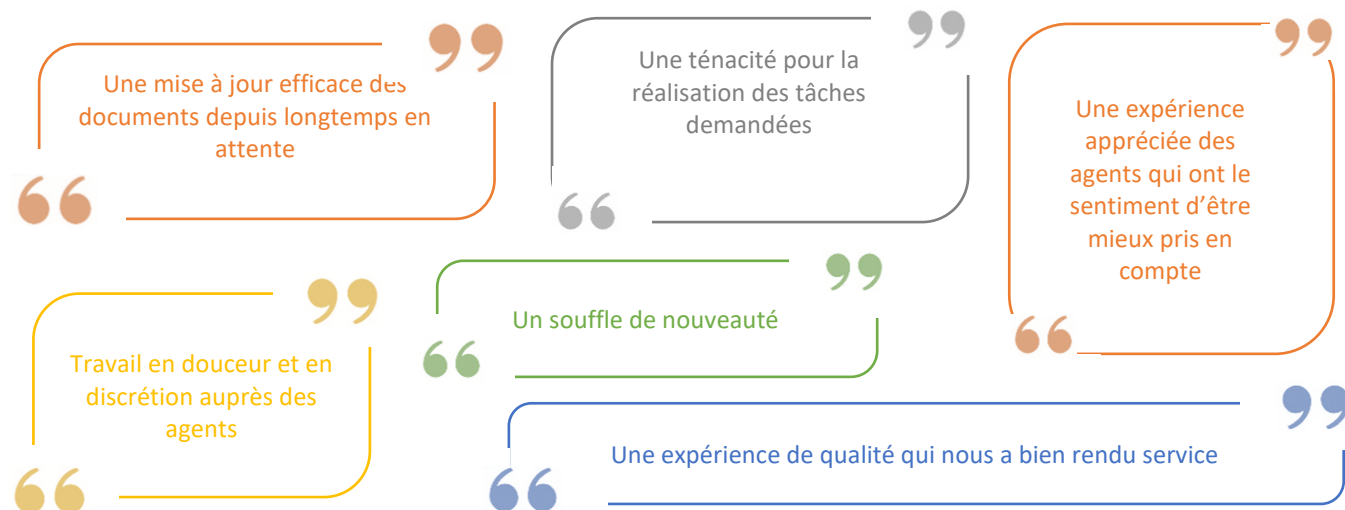 Une mise à jour efficace des
documents depuis longtemps en
attente
Une ténacité pour la
réalisation des tâches
demandées
Une expérience
appréciée des
agents qui ont le
sentiment d’être
mieux pris en
compte
Un souffle de nouveauté
Travail en douceur et en
discrétion auprès des
agents
Une expérience de qualité qui nous a bien rendu service